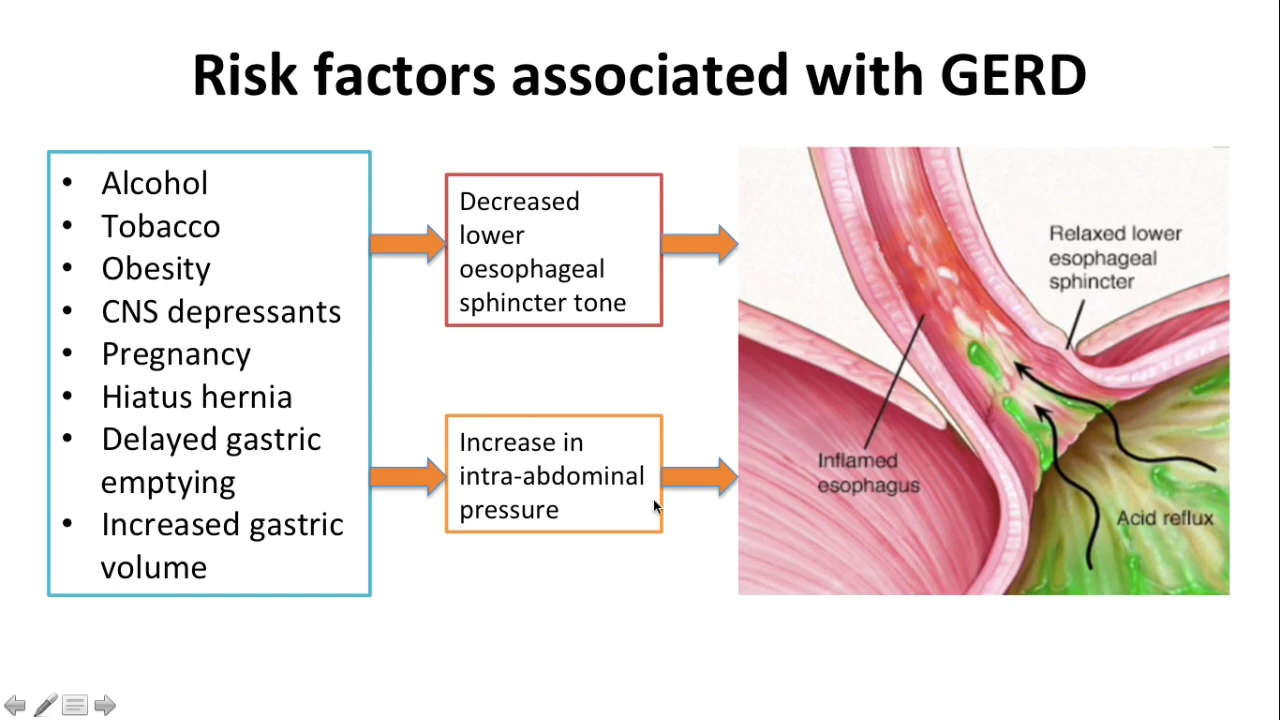 Risk factors associated with GERD
• Alcohol
• Tobacco
• Obesity
• CNS depressants
• Pregnancy
• Hiatus hernia
• Delayed gastric
emptying
• Increased gastric
volume
Decreased
lower
oesophageal
sphincter tone
Increase in
intra-abdominal
pressure
Relaxed lower
esophageal
sphincter
Inflamed
esophagus
Acid reflux